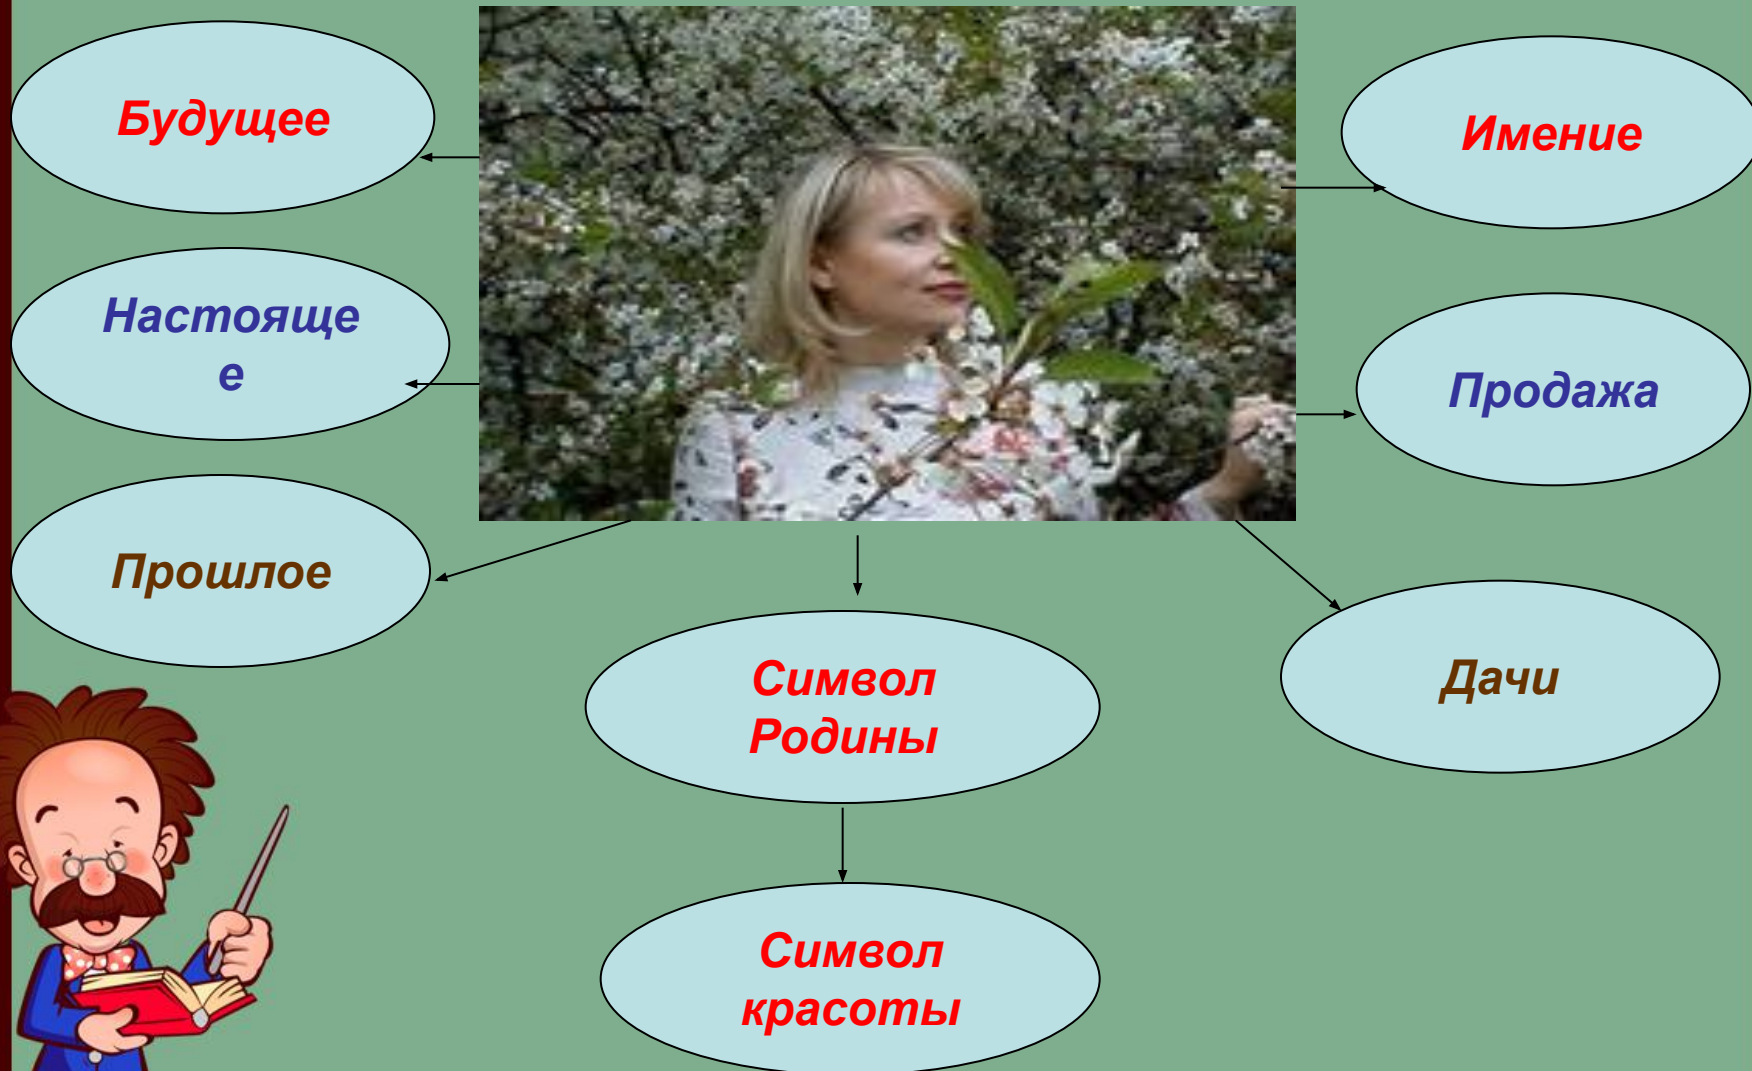 Будущее
Имение
Настояще
е
Продажа
Прошлое
Символ
Родины
Дачи
Символ
красоты